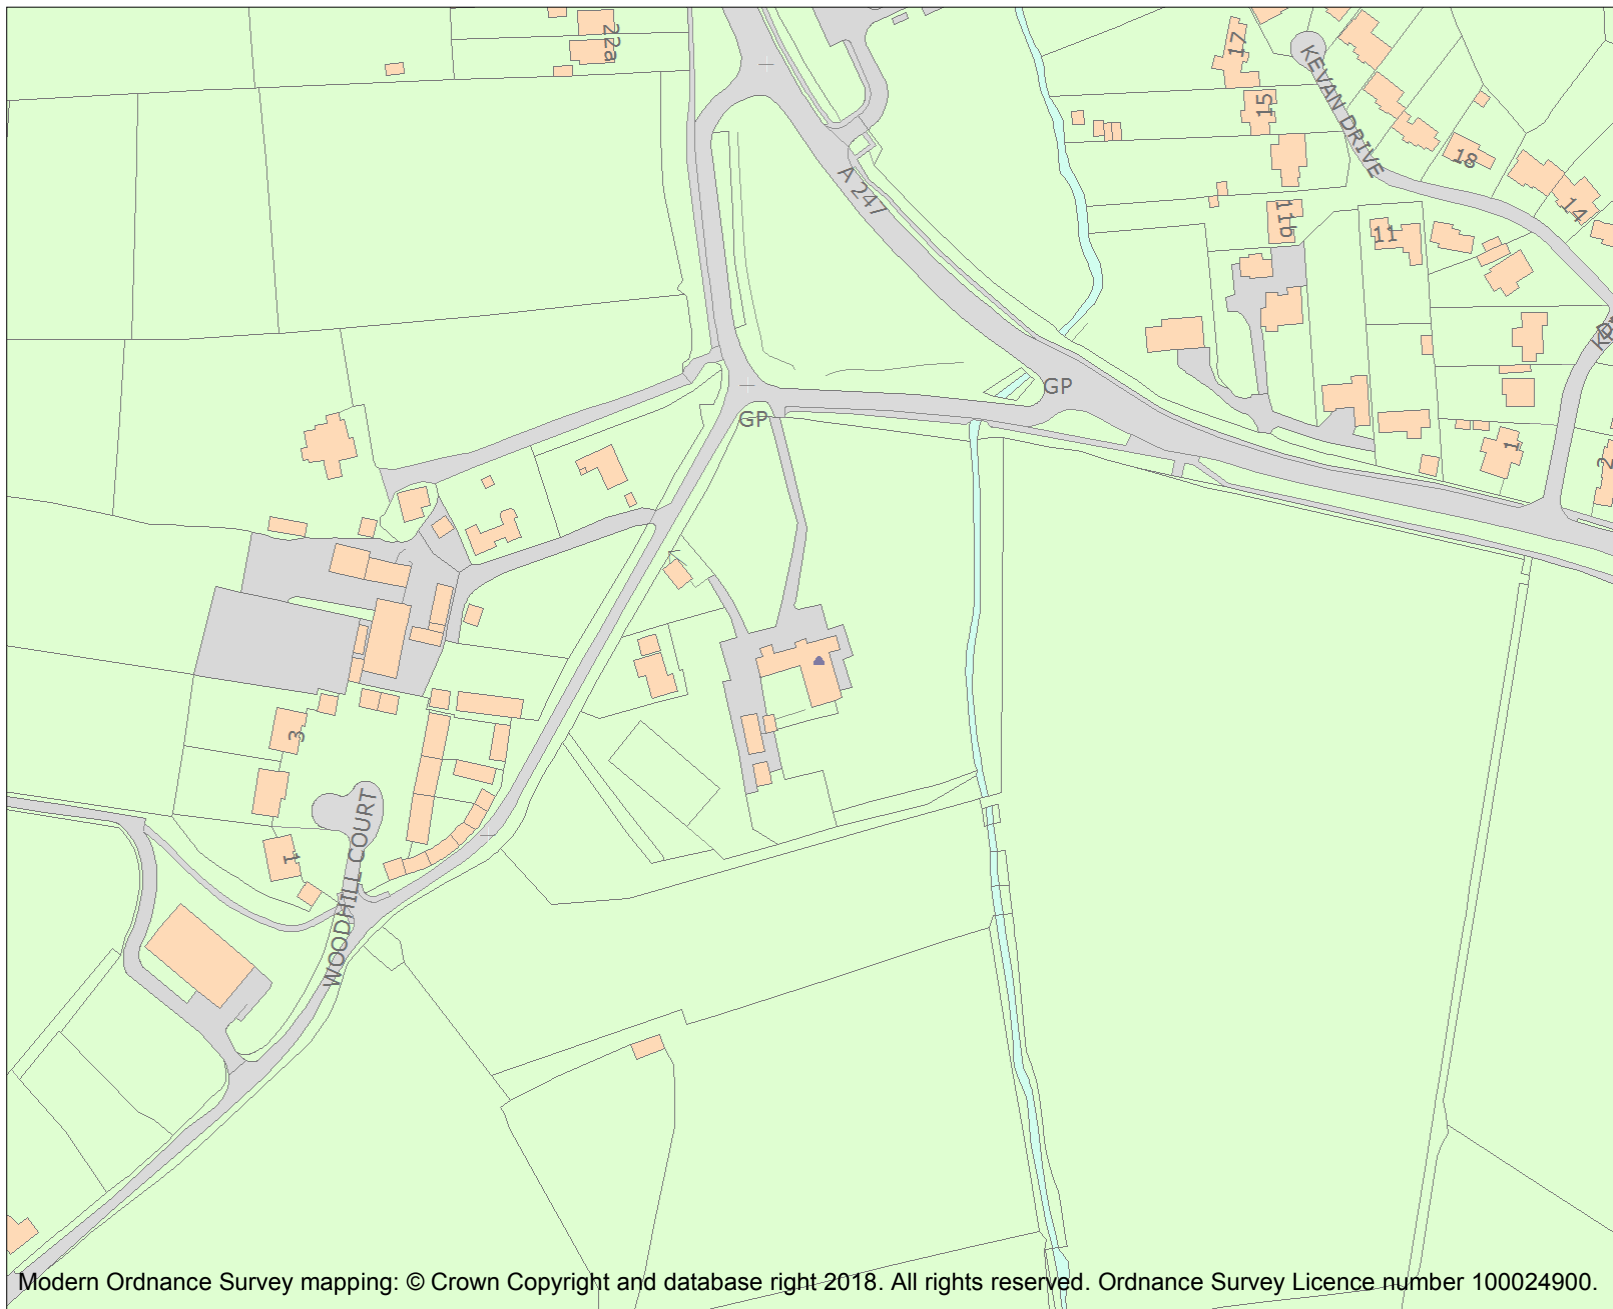 22a
17
KEVAN DRIVE
15
18
A 247
14
11b
11
GP
GP
1
2
3
WOODHILL COURT
1
Modern Ordnance Survey mapping: © Crown Copyright and database right 2018. All rights reserved. Ordnance Survey Licence number 100024900.